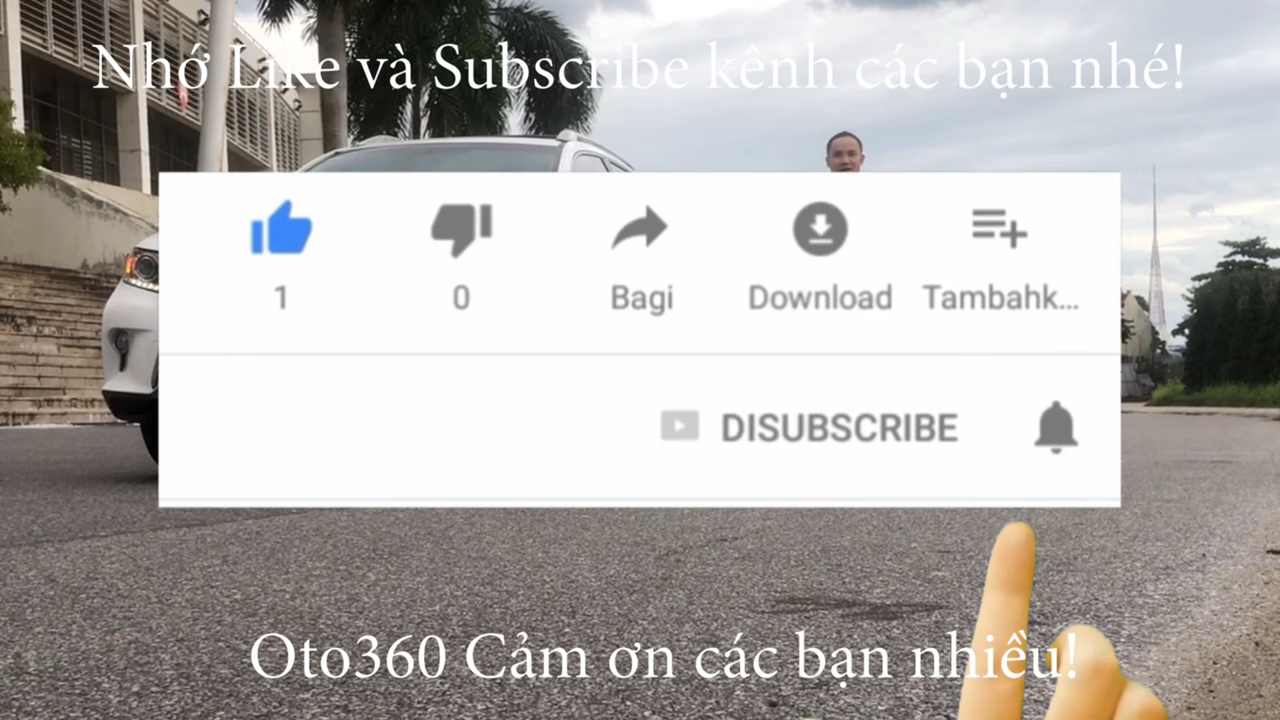 Nhớ Like và Subscribe kênh các bạn nhé!
1 0 Bagi Download Tambahk...
DISUBSCRIBE
Oto360 Cảm ơn các bạn nhiều!